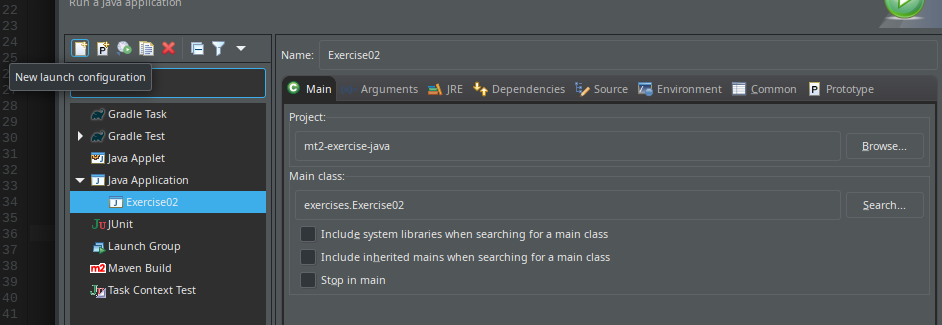 Run a Java application
22
23
24
25
28
29
30
31
32
33
34
35
36
37
38
39
40
41
New launch configuration
Gradle Task
Gradle Test
Java Applet
Java Application
Exercise02
JUnit
Launch Group
Maven Build
Task Context Test
Name: Exercise02
Main Arguments JRE Dependencies Source Environment Common Prototype
Project:
mt2-exercise-java Browse...
Main class:
exercises.Exercise02 Search...
Include system libraries when searching for a main class
Include inherited mains when searching for a main class
Stop in main